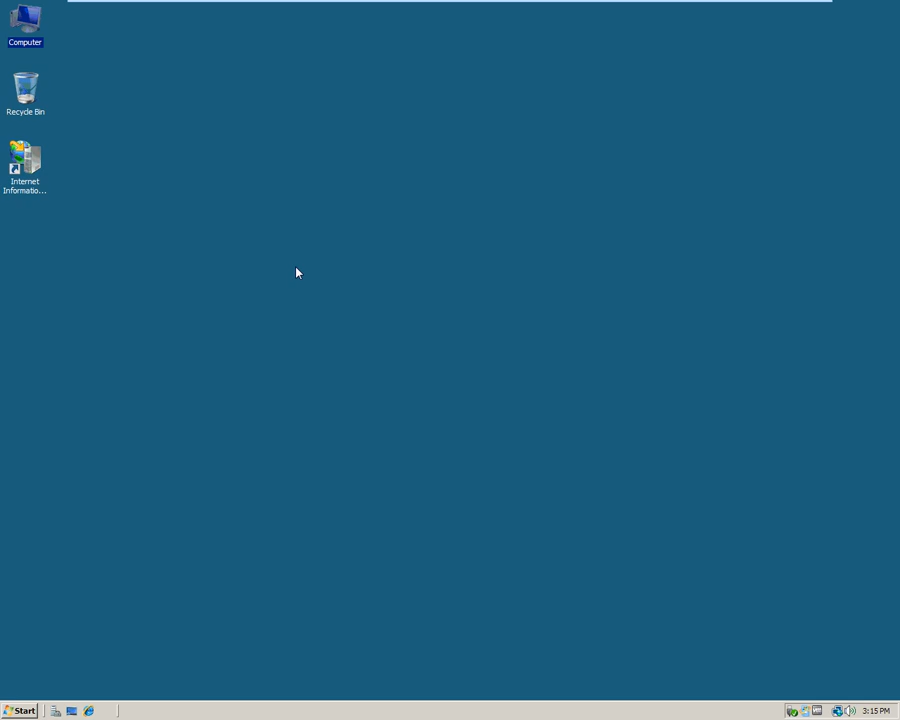 Computer
Recycle Bin
Internet
Informatio...
Start
3:15 PM